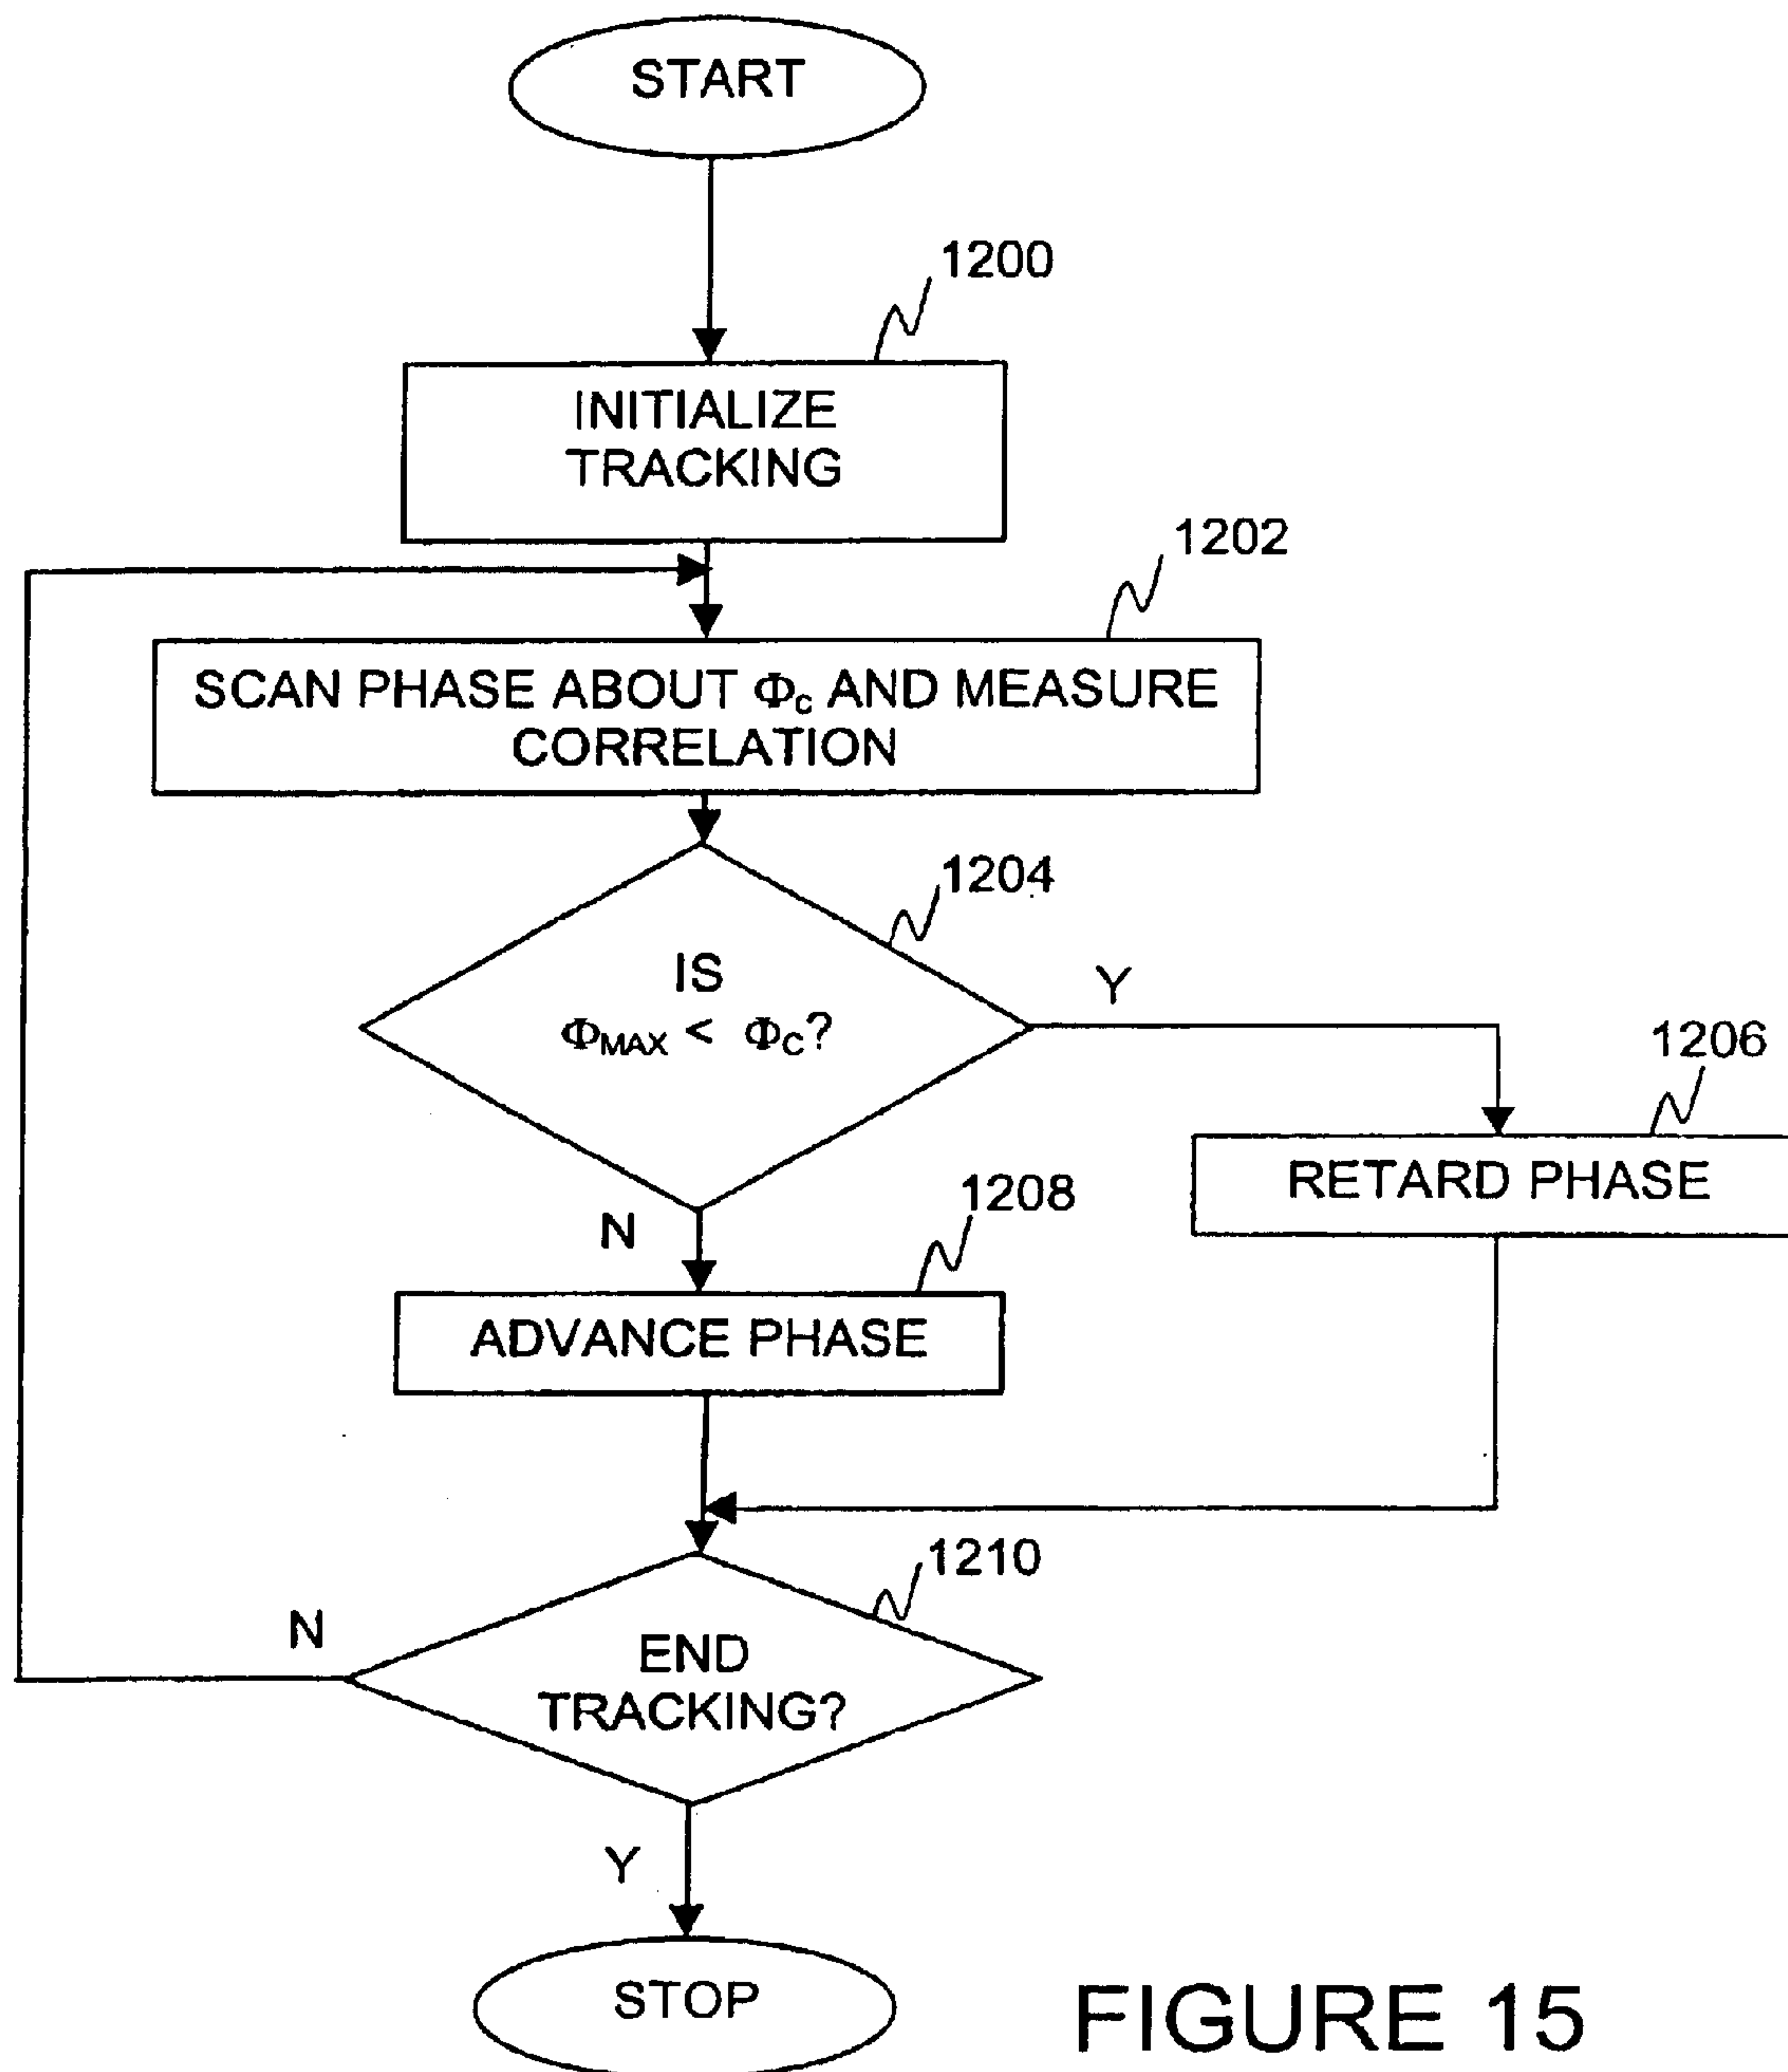 START
1200
INITIALIZE
TRACKING
1202
SCAN PHASE ABOUT Φc AND MEASURE
CORRELATION
1204
IS
ΦMAX < ΦC?
Y
1206
RETARD PHASE
N
1208
ADVANCE PHASE
1210
N
END
TRACKING?
Y
STOP
FIGURE 15